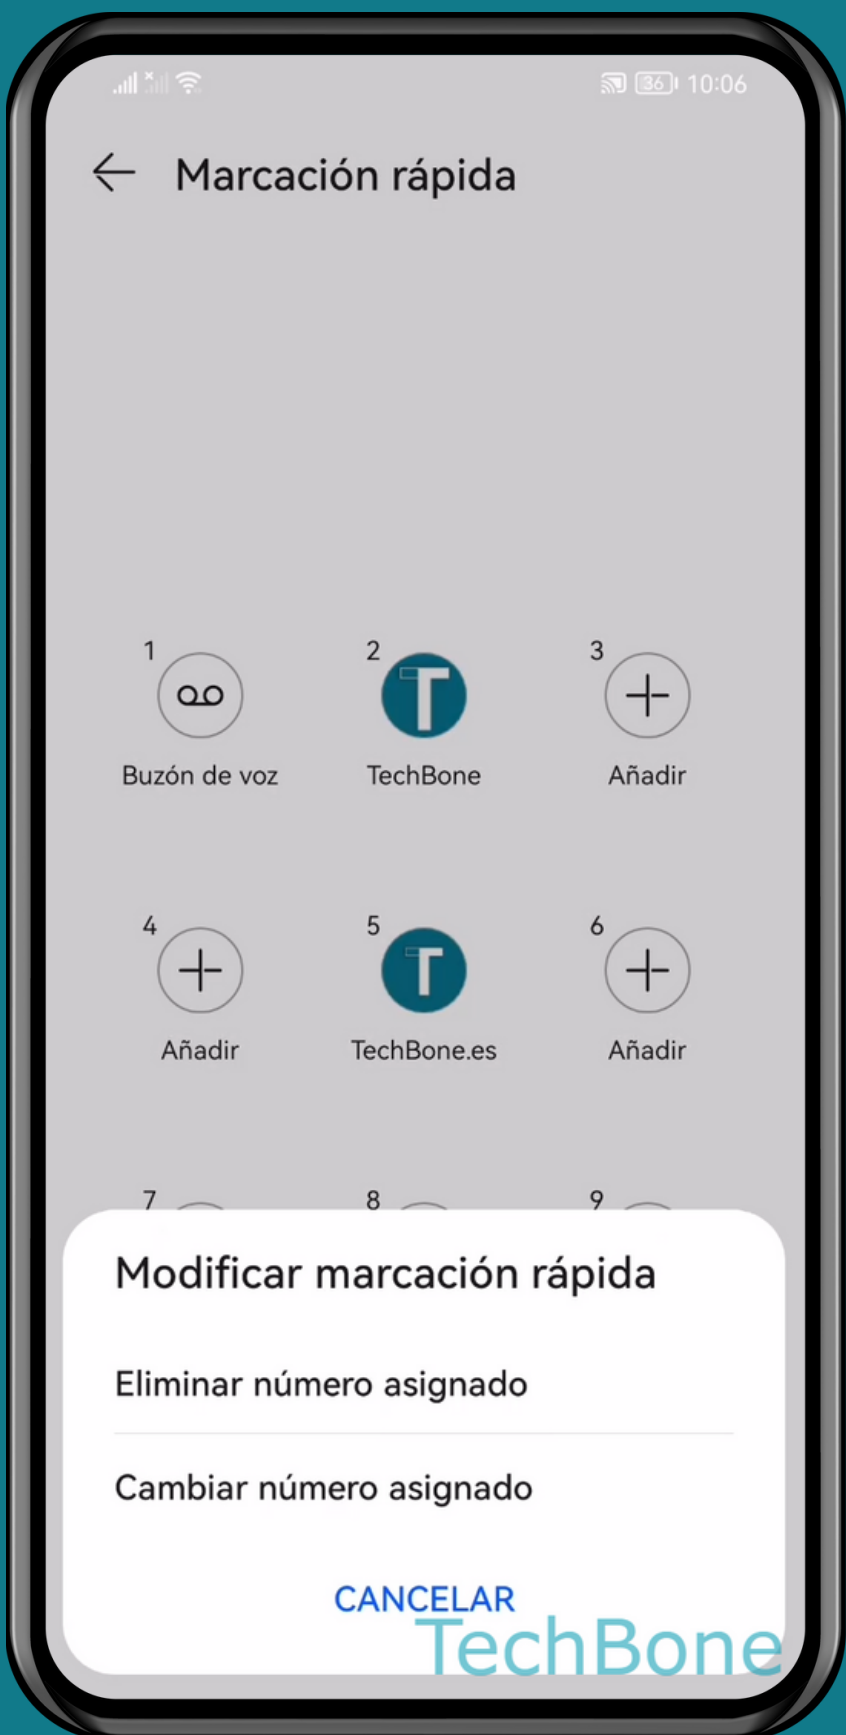 36 10:06
Marcación rápida
1 2 3
Buzón de voz TechBone Añadir
4 5 6
Añadir TechBone.es Añadir
7 8 9
Modificar marcación rápida
Eliminar número asignado
Cambiar número asignado
CANCELAR
TechBone